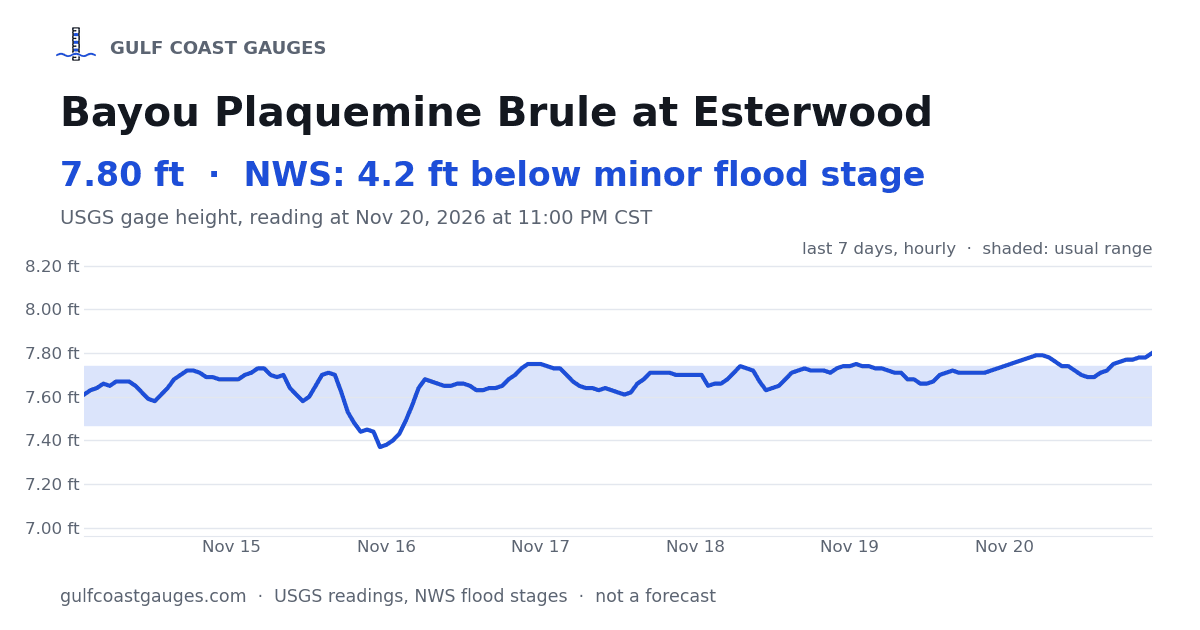 GULF COAST GAUGES
Bayou Plaquemine Brule at Esterwood
7.80 ft · NWS: 4.2 ft below minor flood stage
USGS gage height, reading at Nov 20, 2026 at 11:00 PM CST
last 7 days, hourly · shaded: usual range
8.20 ft
8.00 ft
7.80 ft
7.60 ft
7.40 ft
7.20 ft
7.00 ft
Nov 15 Nov 16 Nov 17 Nov 18 Nov 19 Nov 20
gulfcoastgauges.com · USGS readings, NWS flood stages · not a forecast